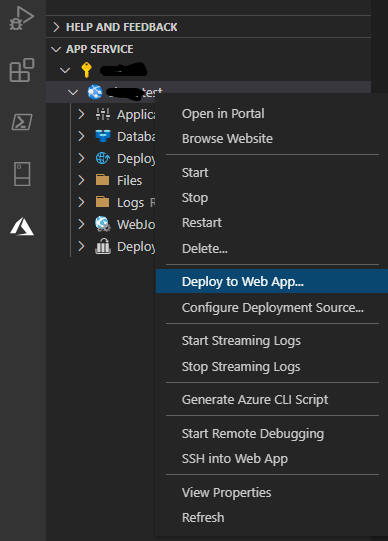 HELP AND FEEDBACK
APP SERVICE
test
Open in Portal
Applica
Browse Website
Databa
Deploy
Start
Files
Stop
Logs
Restart
WebJo
Delete...
Deploy
Deploy to Web App...
Configure Deployment Source...
Start Streaming Logs
Stop Streaming Logs
Generate Azure CLI Script
Start Remote Debugging
SSH into Web App
View Properties
Refresh